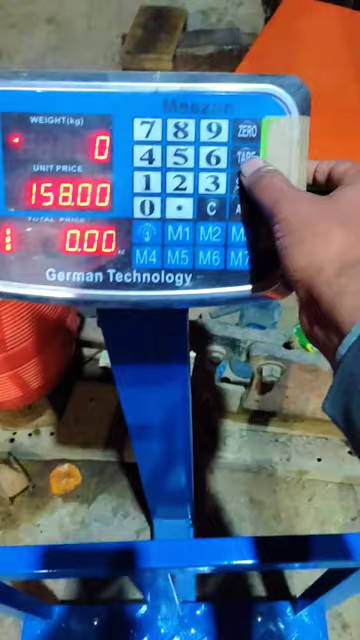 Meezan
WEIGHT(kg)
0
UNIT PRICE
158.00
TOTAL PRICE
0.00
7 8 9 ZERO
4 5 6 TARE
1 2 3
0 . C
M1 M2
M4 M5 M6 M7
German Technology